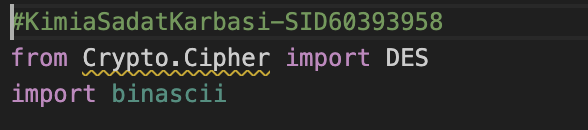 #KimiaSadatKarbasi-SID60393958
from Crypto.Cipher import DES
import binascii